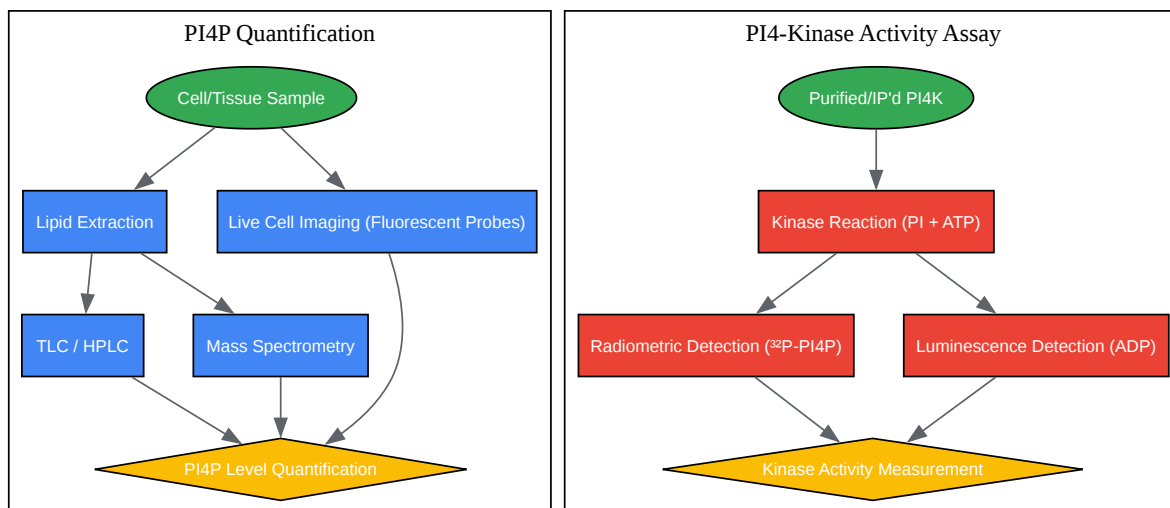 PI4P Quantification
Cell/Tissue Sample
Lipid Extraction
Live Cell Imaging (Fluorescent Probes)
TLC / HPLC
Mass Spectrometry
PI4P Level Quantification
PI4-Kinase Activity Assay
Purified/IP'd PI4K
Kinase Reaction (PI + ATP)
Radiometric Detection (³²P-PI4P)
Luminescence Detection (ADP)
Kinase Activity Measurement